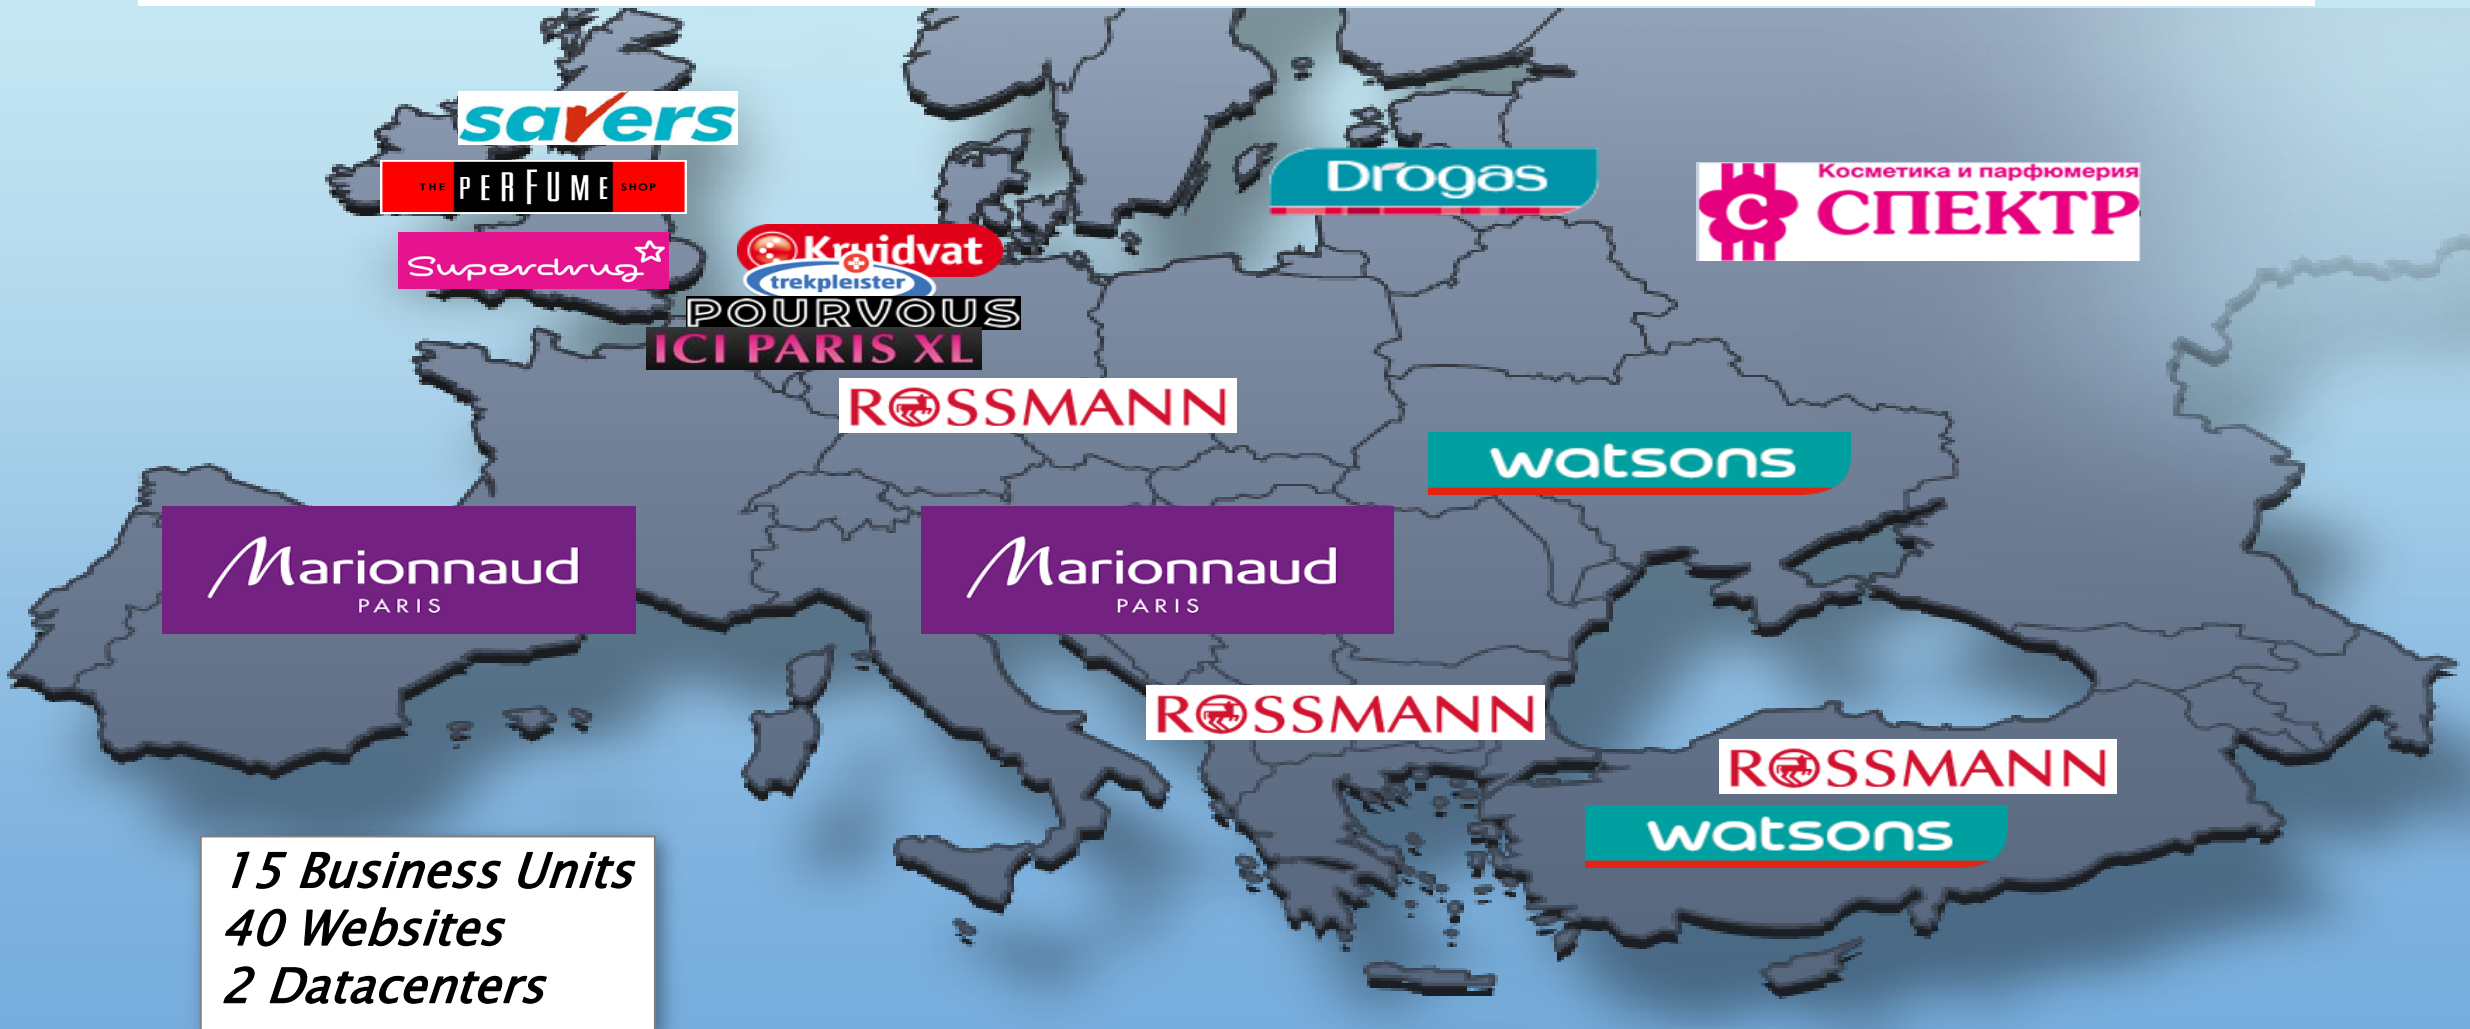 savers
THE PERFUME SHOP
Superdrug
Kruidvat
trekpleister
POURVOUS
ICI PARIS XL
Drogas
Косметика и парфюмерия
С СПЕКТР
ROSSMANN
watsons
Marionnaud
PARIS
Marionnaud
PARIS
ROSSMANN
ROSSMANN
watsons
15 Business Units
40 Websites
2 Datacenters